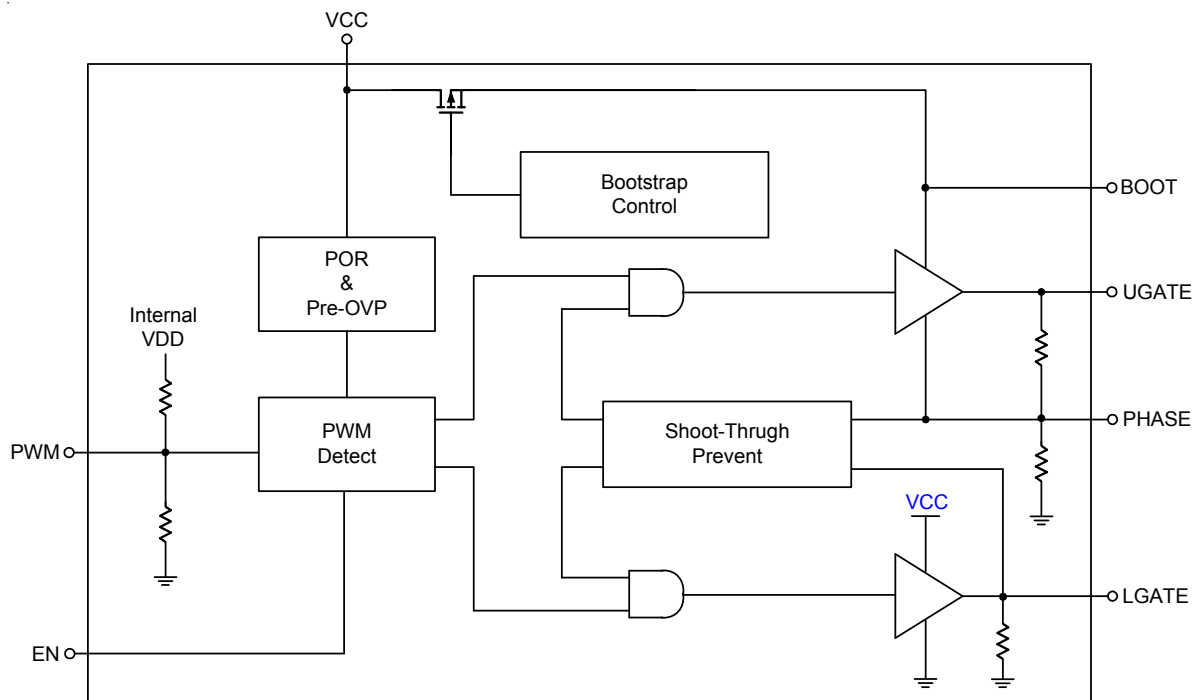 VCC
Bootstrap
Control
BOOT
POR
&
Pre-OVP
UGATE
Internal
VDD
PWM
PWM
Detect
Shoot-Thrugh
Prevent
PHASE
VCC
LGATE
EN